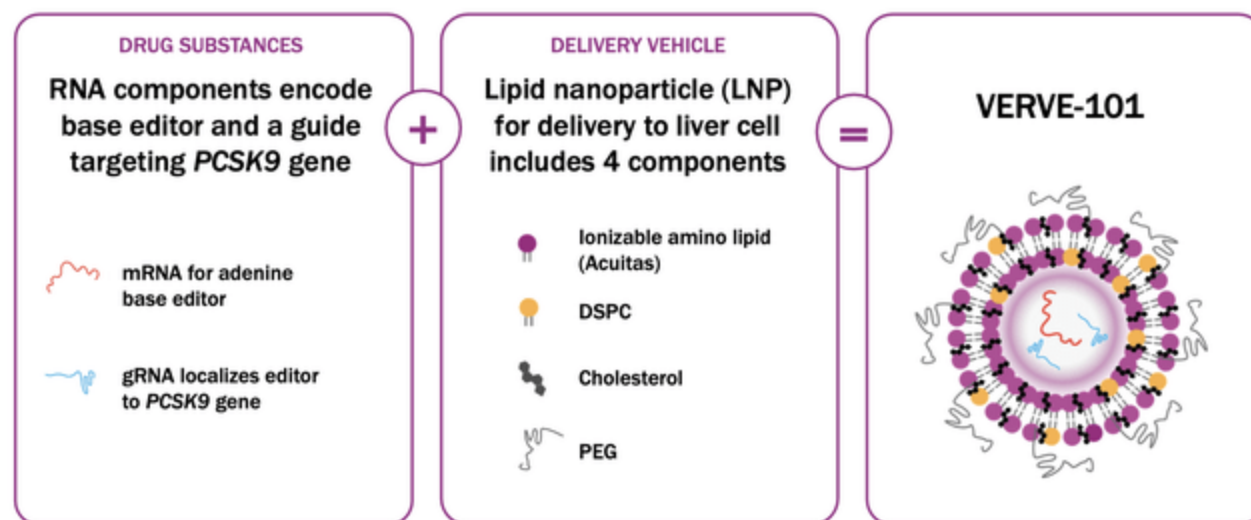 DRUG SUBSTANCES
RNA components encode
base editor and a guide
targeting PCSK9 gene
mRNA for adenine
base editor
gRNA localizes editor
to PCSK9 gene
+
DELIVERY VEHICLE
Lipid nanoparticle (LNP)
for delivery to liver cell
includes 4 components
Ionizable amino lipid
(Acuitas)
DSPC
Cholesterol
PEG
=
VERVE-101